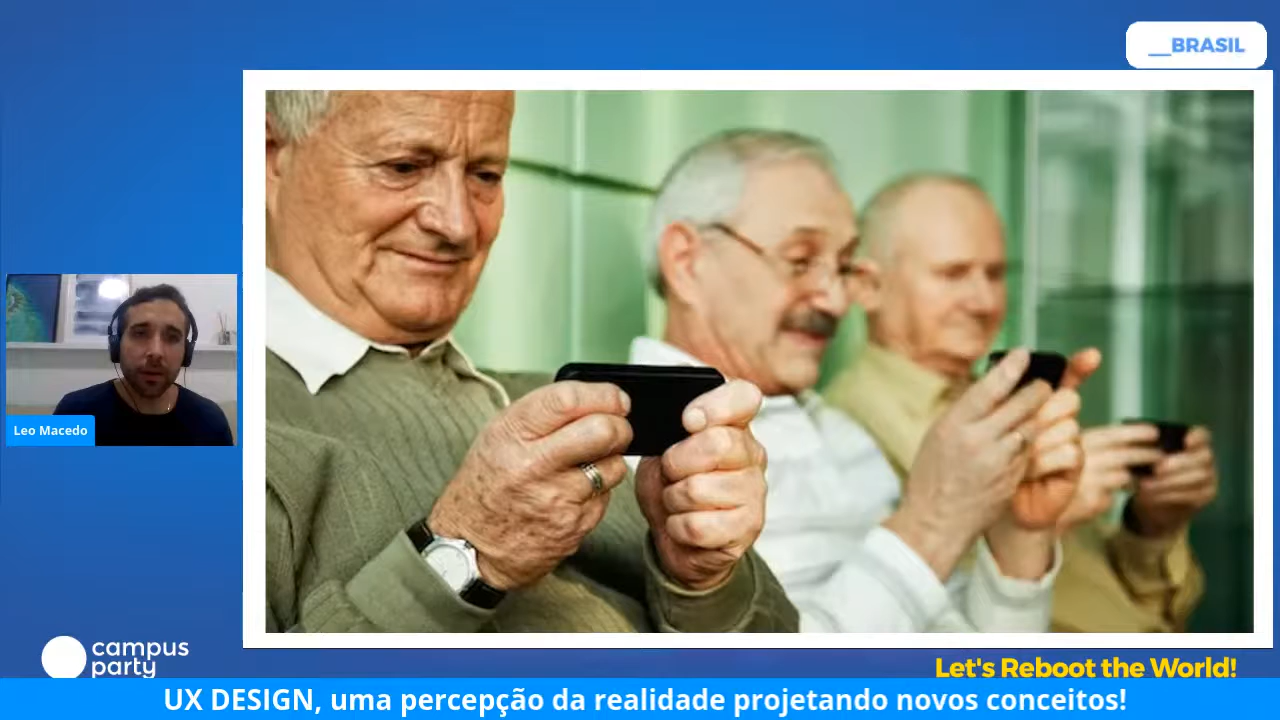 __BRASIL
Leo Macedo
campus
party
Let's Reboot the World!
UX DESIGN, uma percepção da realidade projetando novos conceitos!